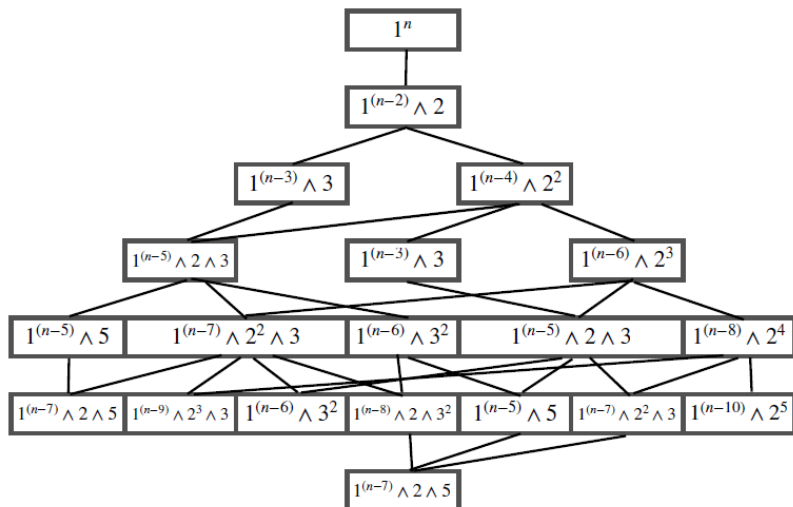 1^n
1^(n−2) ∧ 2
1^(n−3) ∧ 3 1^(n−4) ∧ 2^2
1^(n−5) ∧ 2 ∧ 3 1^(n−3) ∧ 3 1^(n−6) ∧ 2^3
1^(n−5) ∧ 5 1^(n−7) ∧ 2^2 ∧ 3 1^(n−6) ∧ 3^2 1^(n−5) ∧ 2 ∧ 3 1^(n−8) ∧ 2^4
1^(n−7) ∧ 2 ∧ 5 1^(n−9) ∧ 2^3 ∧ 3 1^(n−6) ∧ 3^2 1^(n−8) ∧ 2 ∧ 3^2 1^(n−5) ∧ 5 1^(n−7) ∧ 2^2 ∧ 3 1^(n−10) ∧ 2^5
1^(n−7) ∧ 2 ∧ 5